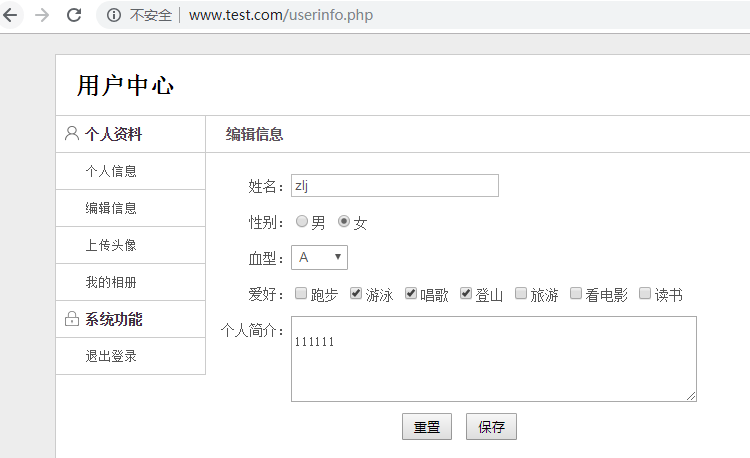 不安全 www.test.com/userinfo.php
用户中心
个人资料
个人信息
编辑信息
上传头像
我的相册
系统功能
退出登录
编辑信息
姓名： zlj
性别： 男 女
血型： A
爱好： 跑步 游泳 唱歌 登山 旅游 看电影 读书
个人简介：
111111
重置 保存